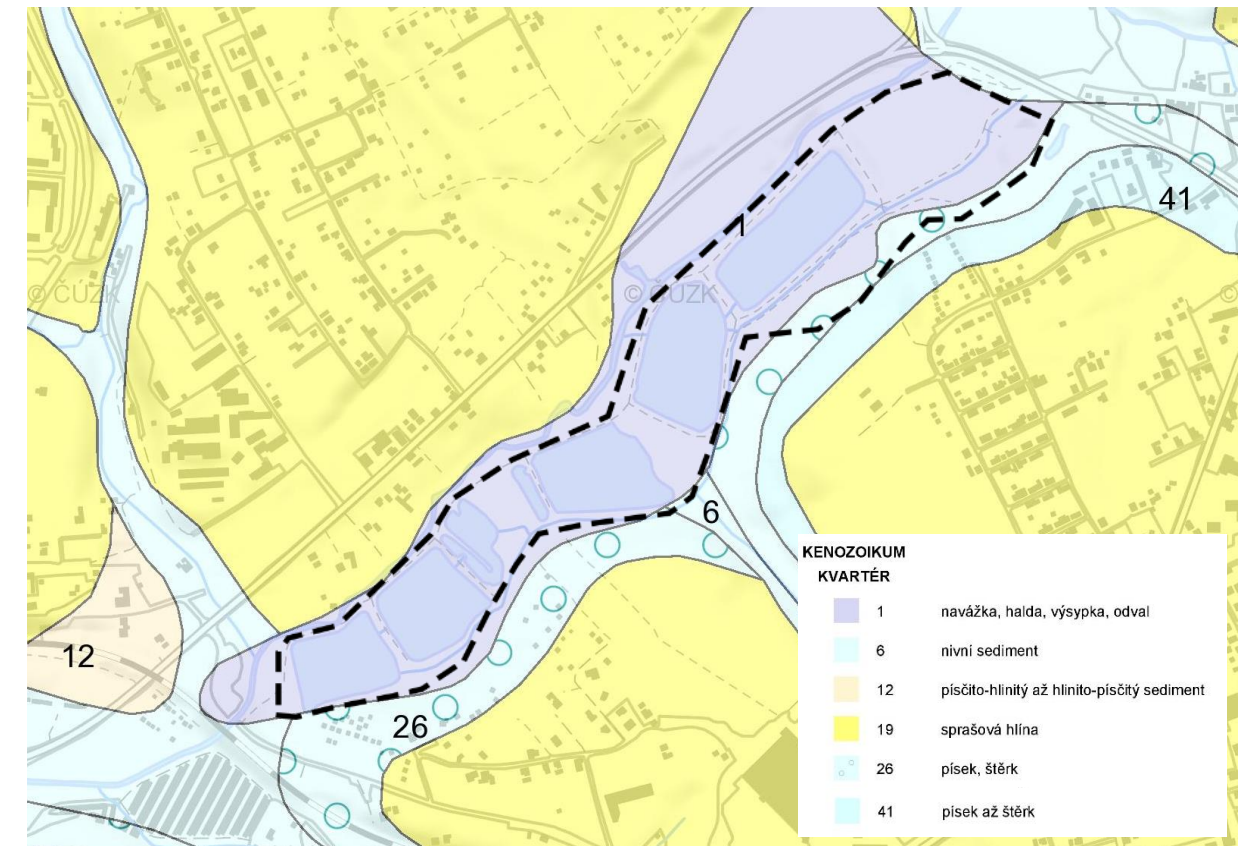 41
1
© ČÚZK
© ČÚZK
©
6
12
26
KENOZOIKUM
KVARTÉR
1 navážka, halda, výsypka, odval
6 nivní sediment
12 písčito-hlinitý až hlinito-písčitý sediment
19 sprašová hlína
26 písek, štěrk
41 písek až štěrk